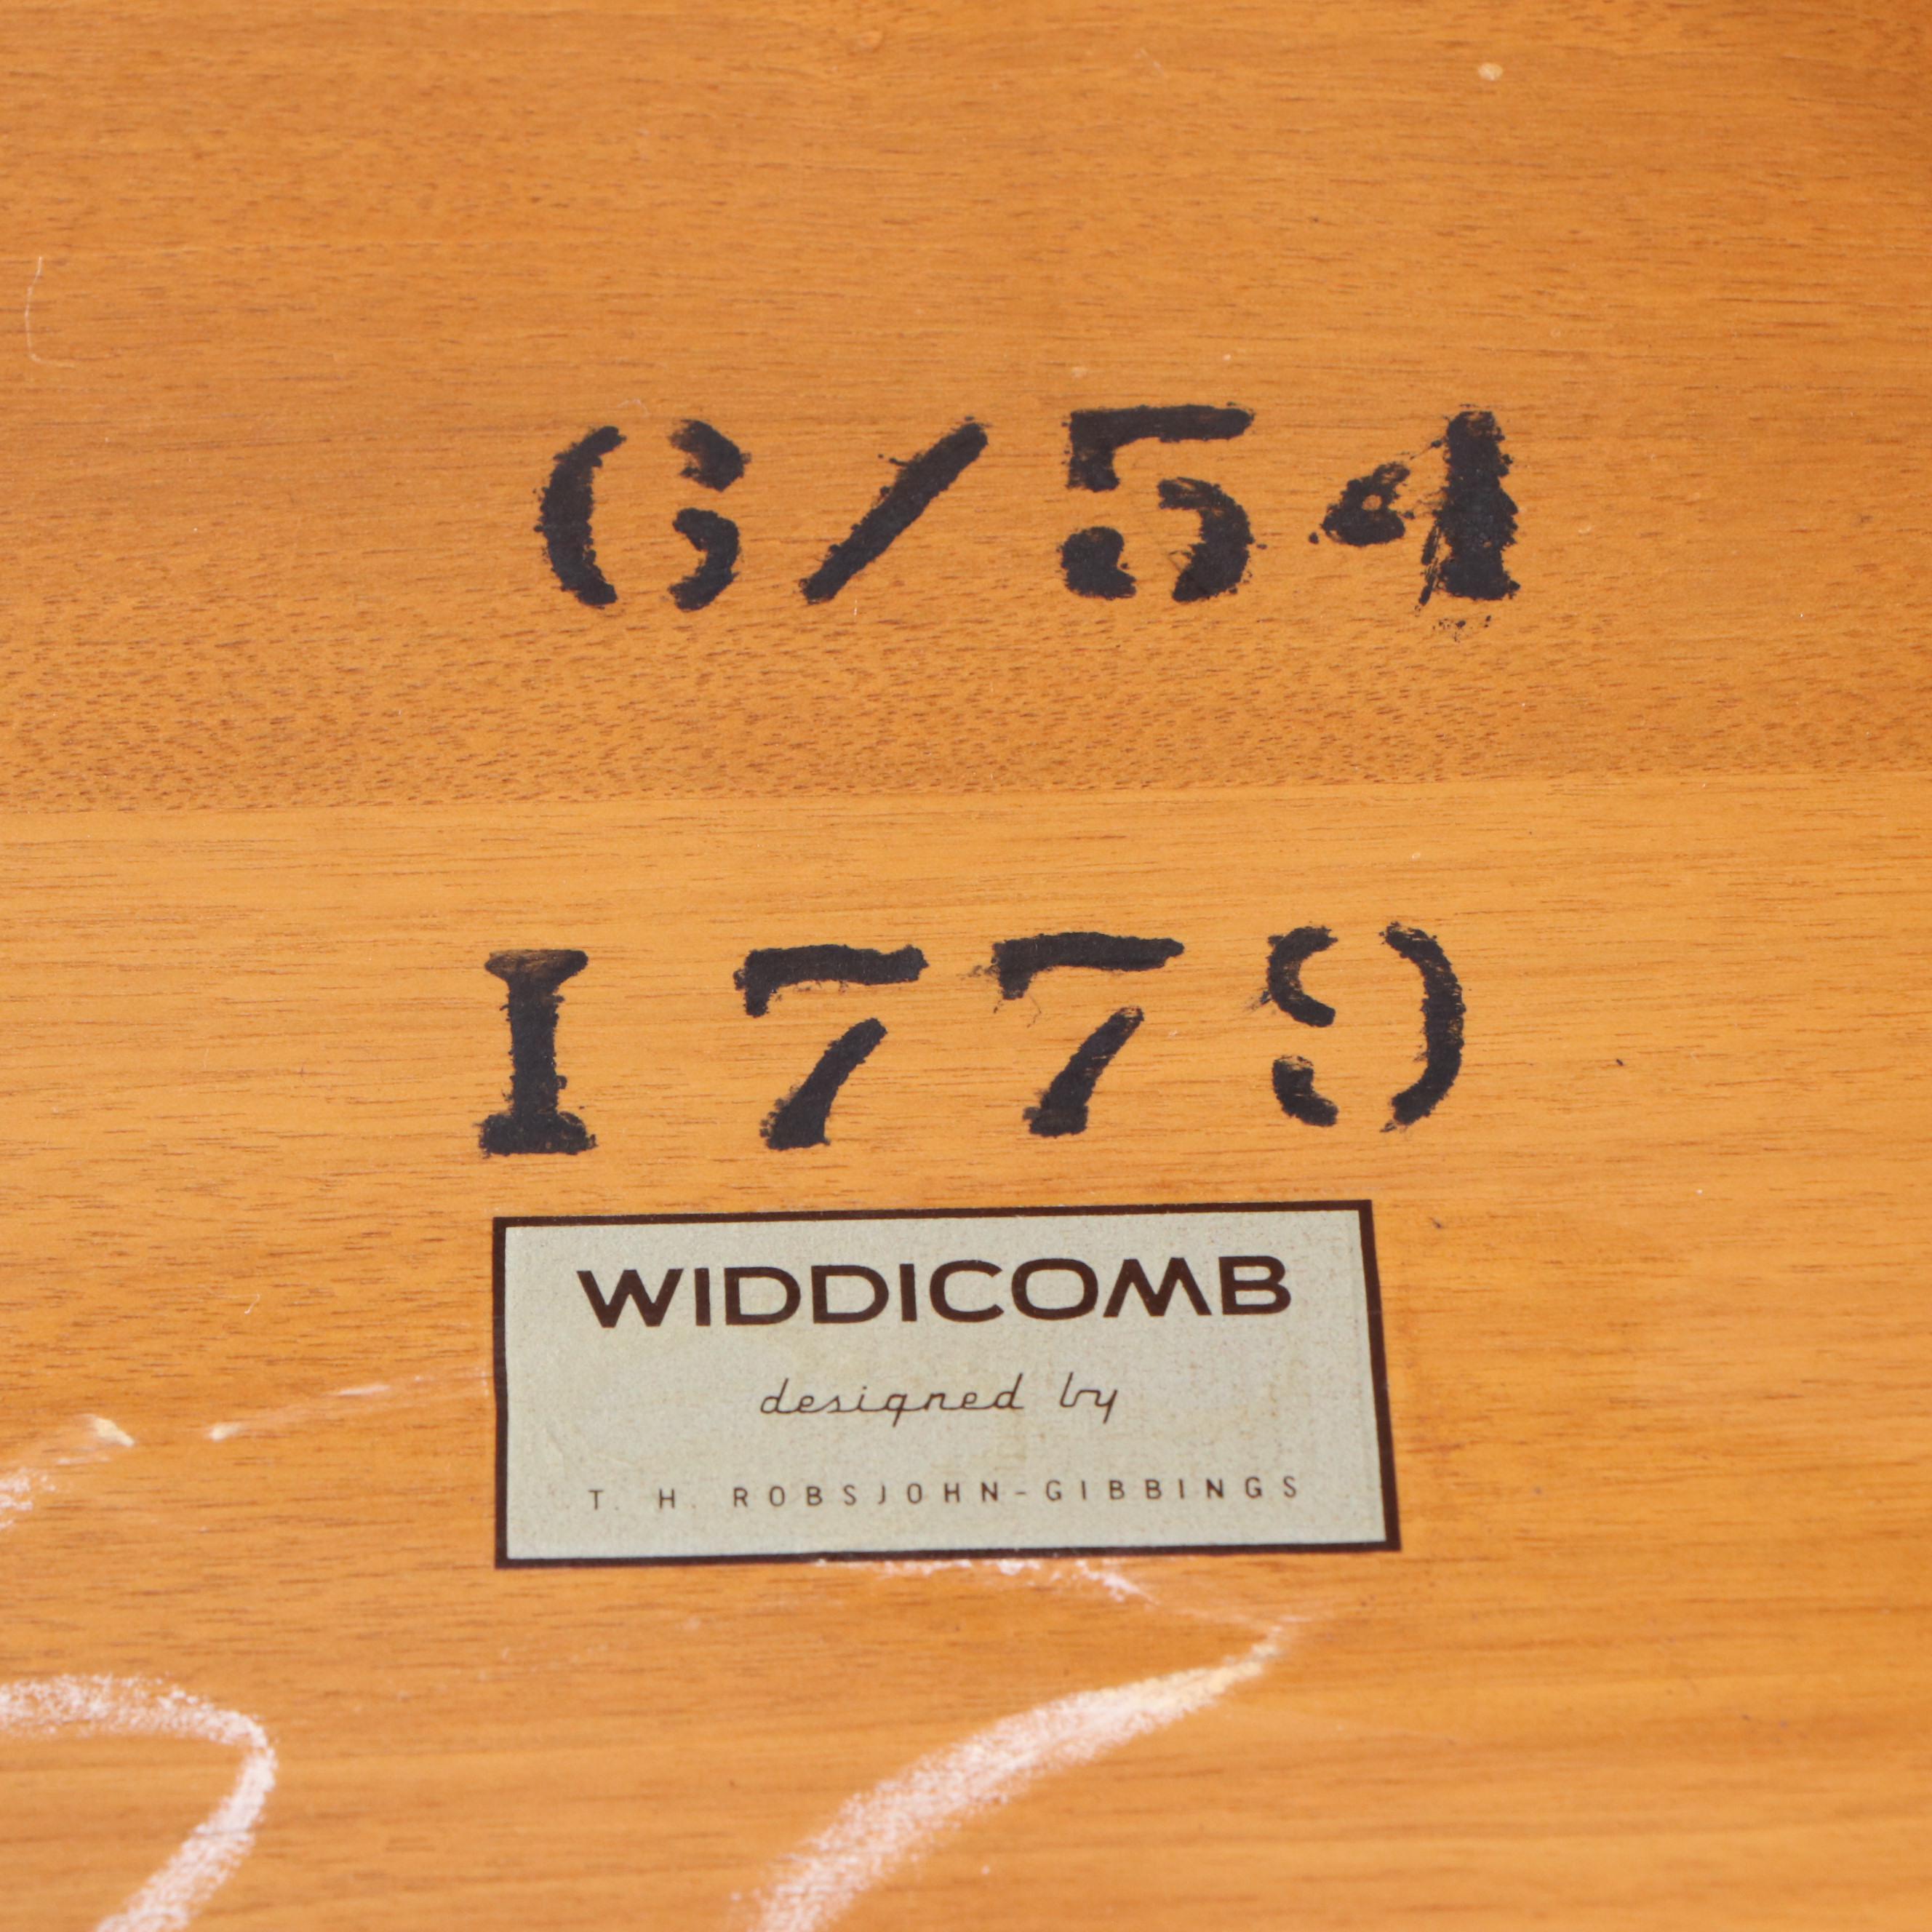 6/54
1779
WIDDICOMB
designed by
T. H. ROBSJOHN-GIBBINGS